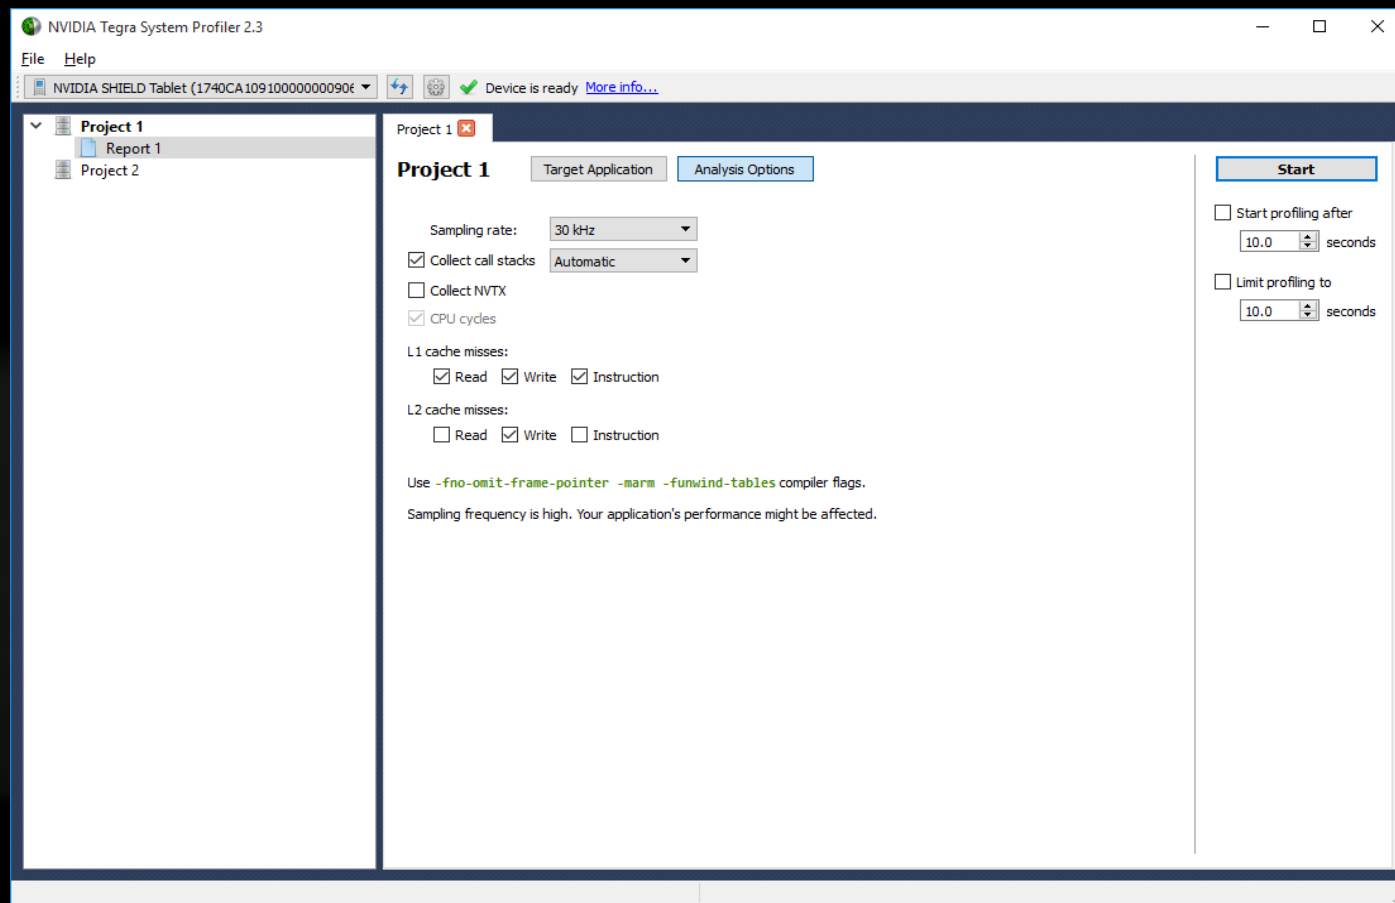 NVIDIA Tegra System Profiler 2.3
File Help
NVIDIA SHIELD Tablet (1740CA10910000000090 Device is ready More info...
Project 1
Report 1
Project 2
Project 1
Project 1 Target Application Analysis Options
Sampling rate: 30 kHz
Collect call stacks Automatic
Collect NVTX
CPU cycles
L1 cache misses:
Read Write Instruction
L2 cache misses:
Read Write Instruction
Use -fno-omit-frame-pointer -marm -funwind-tables compiler flags.
Sampling frequency is high. Your application's performance might be affected.
Start
Start profiling after
10.0 seconds
Limit profiling to
10.0 seconds